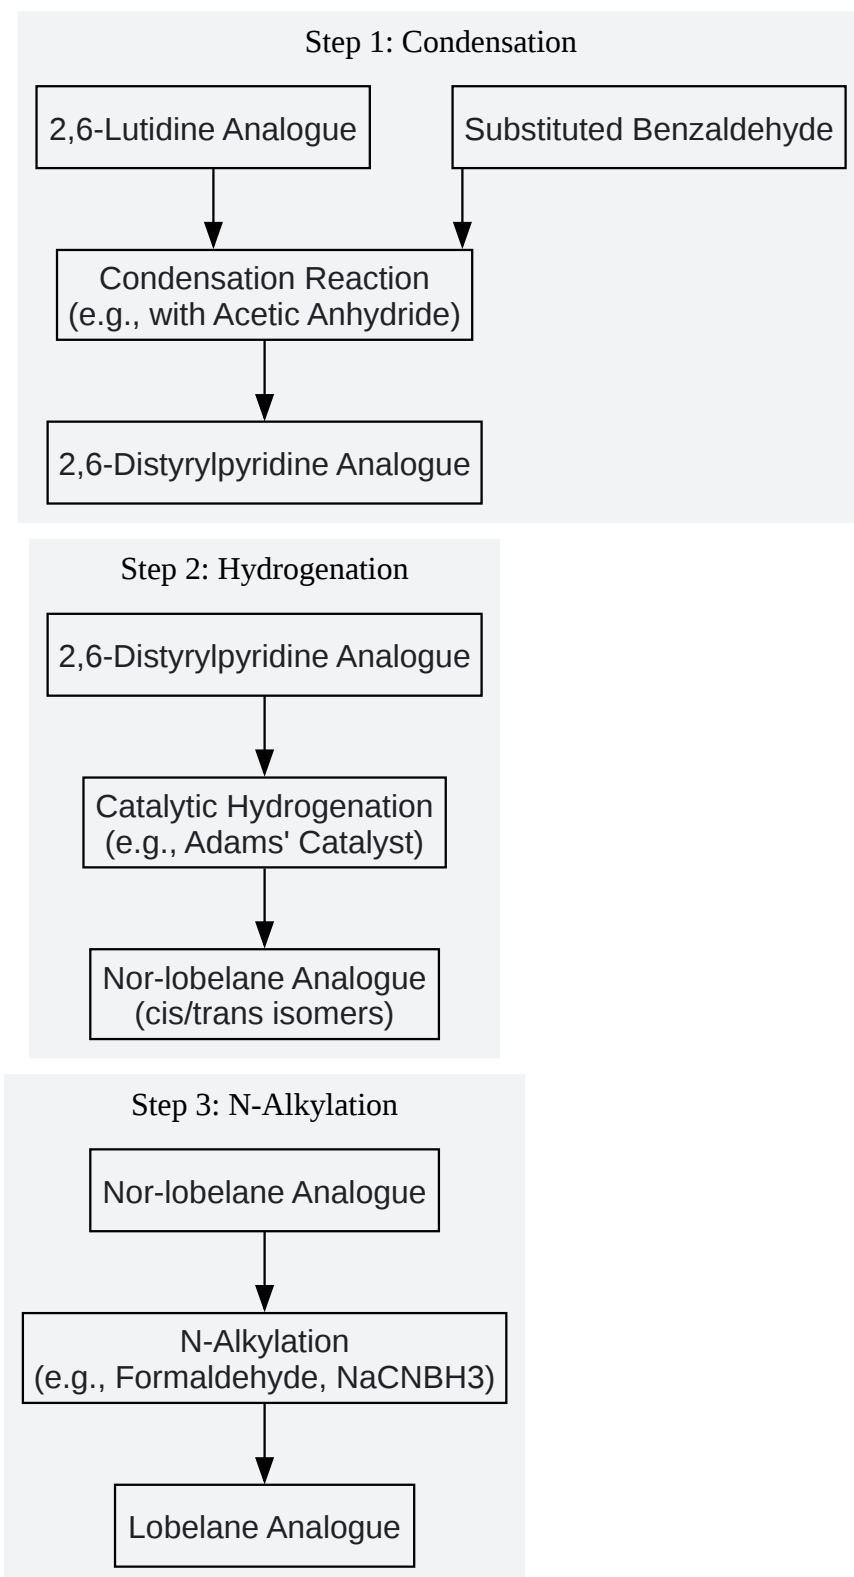 Step 1: Condensation
2,6-Lutidine Analogue
Substituted Benzaldehyde
Condensation Reaction
(e.g., with Acetic Anhydride)
2,6-Distyrylpyridine Analogue
Step 2: Hydrogenation
2,6-Distyrylpyridine Analogue
Catalytic Hydrogenation
(e.g., Adams' Catalyst)
Nor-lobelane Analogue
(cis/trans isomers)
Step 3: N-Alkylation
Nor-lobelane Analogue
N-Alkylation
(e.g., Formaldehyde, NaCNBH3)
Lobelane Analogue